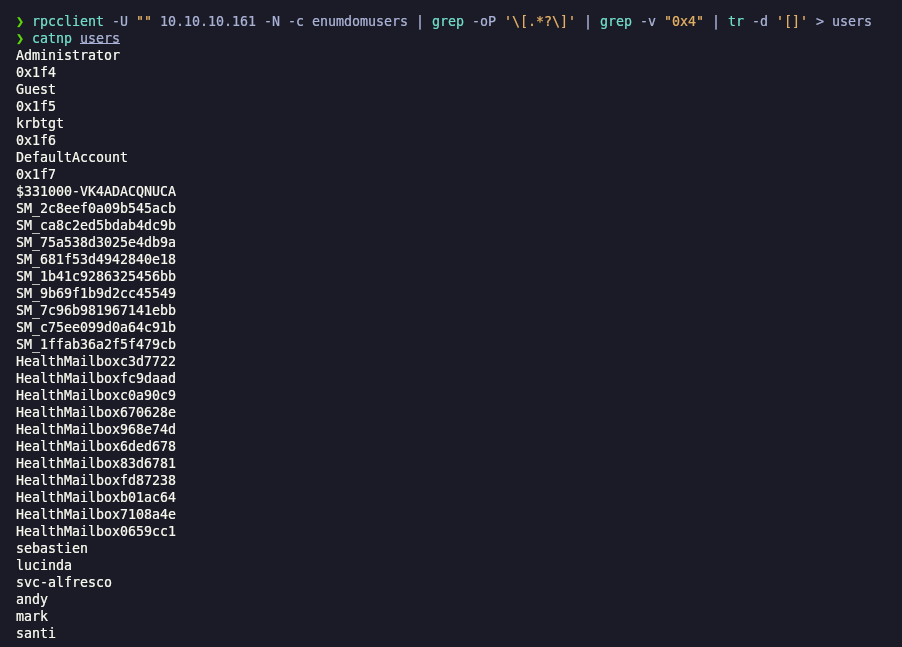 ❯ rpcclient -U "" 10.10.10.161 -N -c enumdomusers | grep -oP '\[.*?\]' | grep -v "0x4" | tr -d '[]' > users
❯ catnp users
Administrator
0x1f4
Guest
0x1f5
krbtgt
0x1f6
DefaultAccount
0x1f7
$331000-VK4ADACQNUCA
SM_2c8eef0a09b545acb
SM_ca8c2ed5bdab4dc9b
SM_75a538d3025e4db9a
SM_681f53d4942840e18
SM_1b41c9286325456bb
SM_9b69f1b9d2cc45549
SM_7c96b981967141ebb
SM_c75ee099d0a64c91b
SM_1ffab36a2f5f479cb
HealthMailboxc3d7722
HealthMailboxfc9daad
HealthMailboxc0a90c9
HealthMailbox670628e
HealthMailbox968e74d
HealthMailbox6ded678
HealthMailbox83d6781
HealthMailboxfd87238
HealthMailboxb01ac64
HealthMailbox7108a4e
HealthMailbox0659cc1
sebastien
lucinda
svc-alfresco
andy
mark
santi